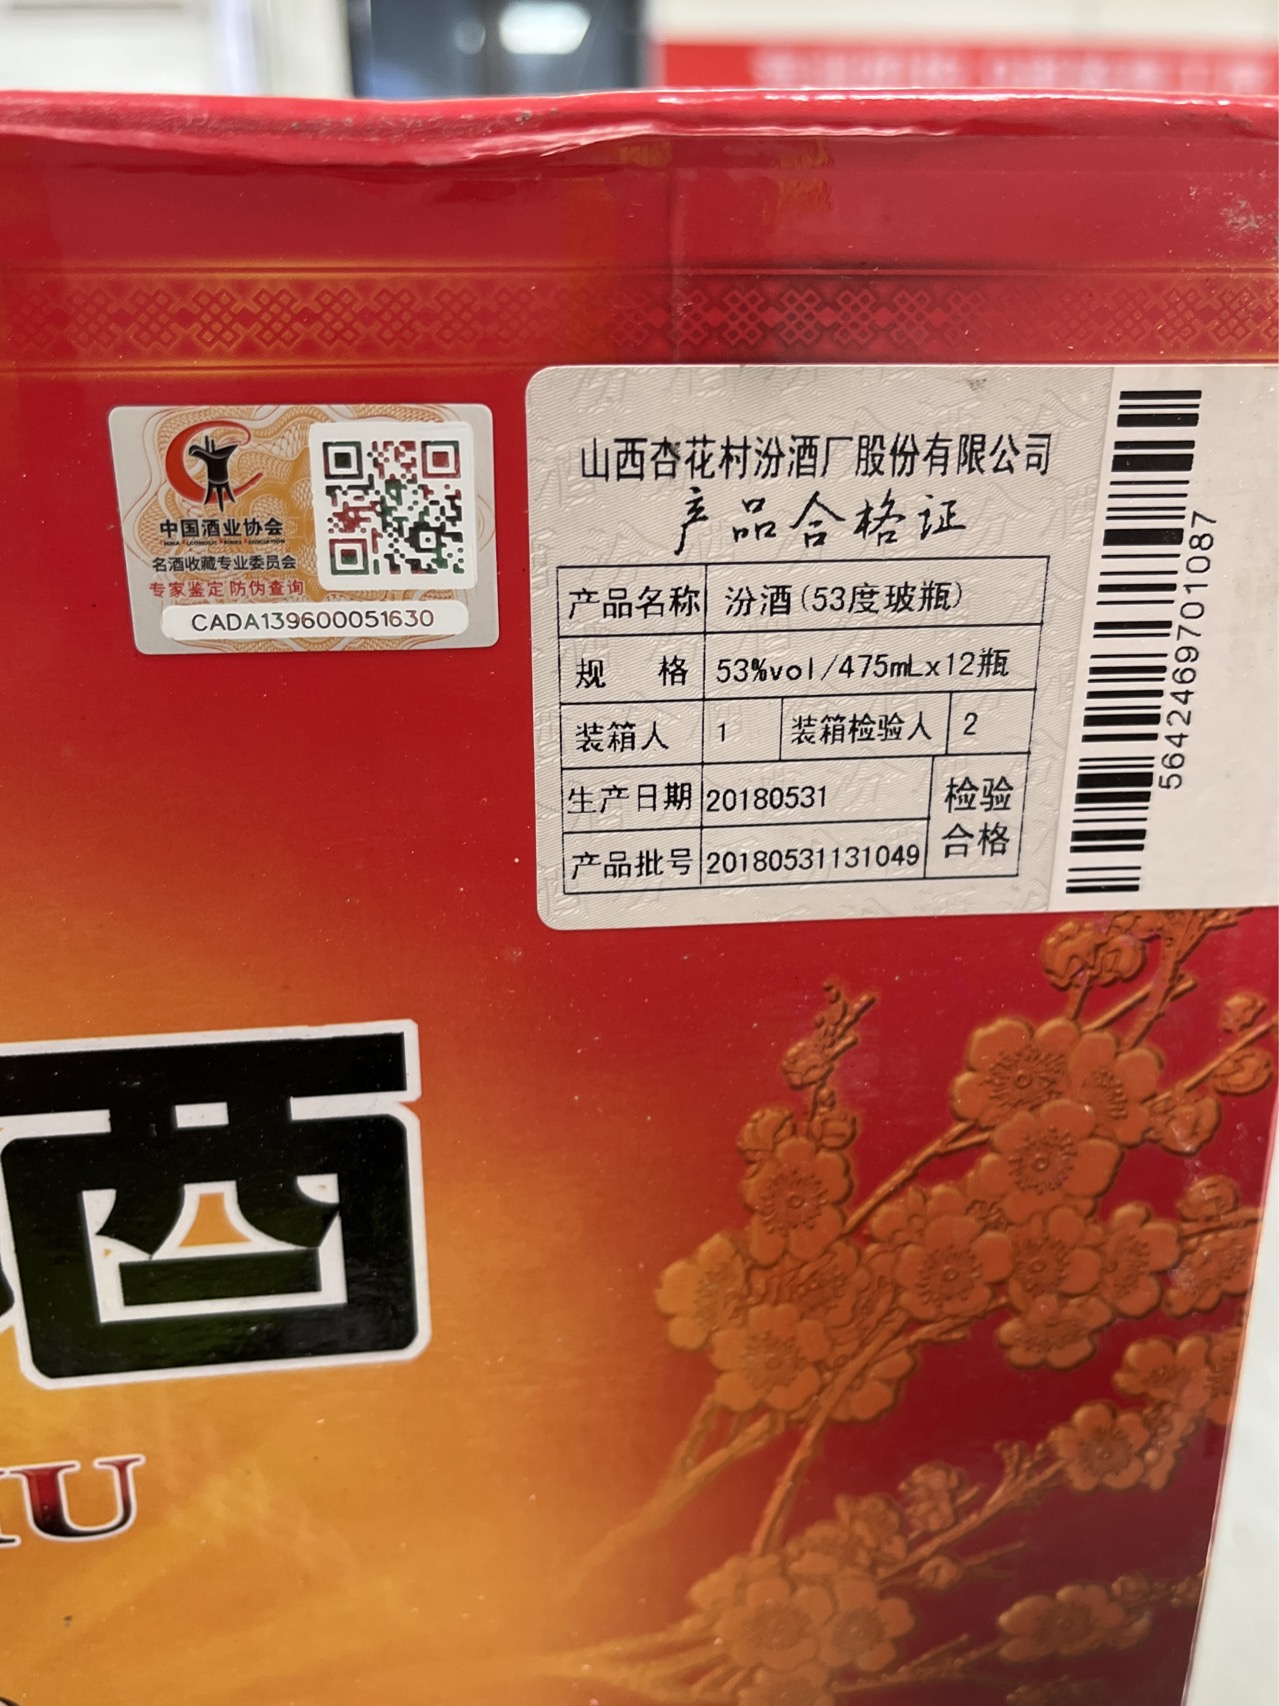 中国酒业协会
名酒收藏专业委员会
专家鉴定 防伪查询
CADA139600051630
山西杏花村汾酒厂股份有限公司
产品合格证
产品名称 汾酒(53度玻瓶)
规 格 53%vol/475mLx12瓶
装箱人 1 装箱检验人 2
生产日期 20180531 检验
产品批号 20180531131049 合格
564246970 1087
酒
IU